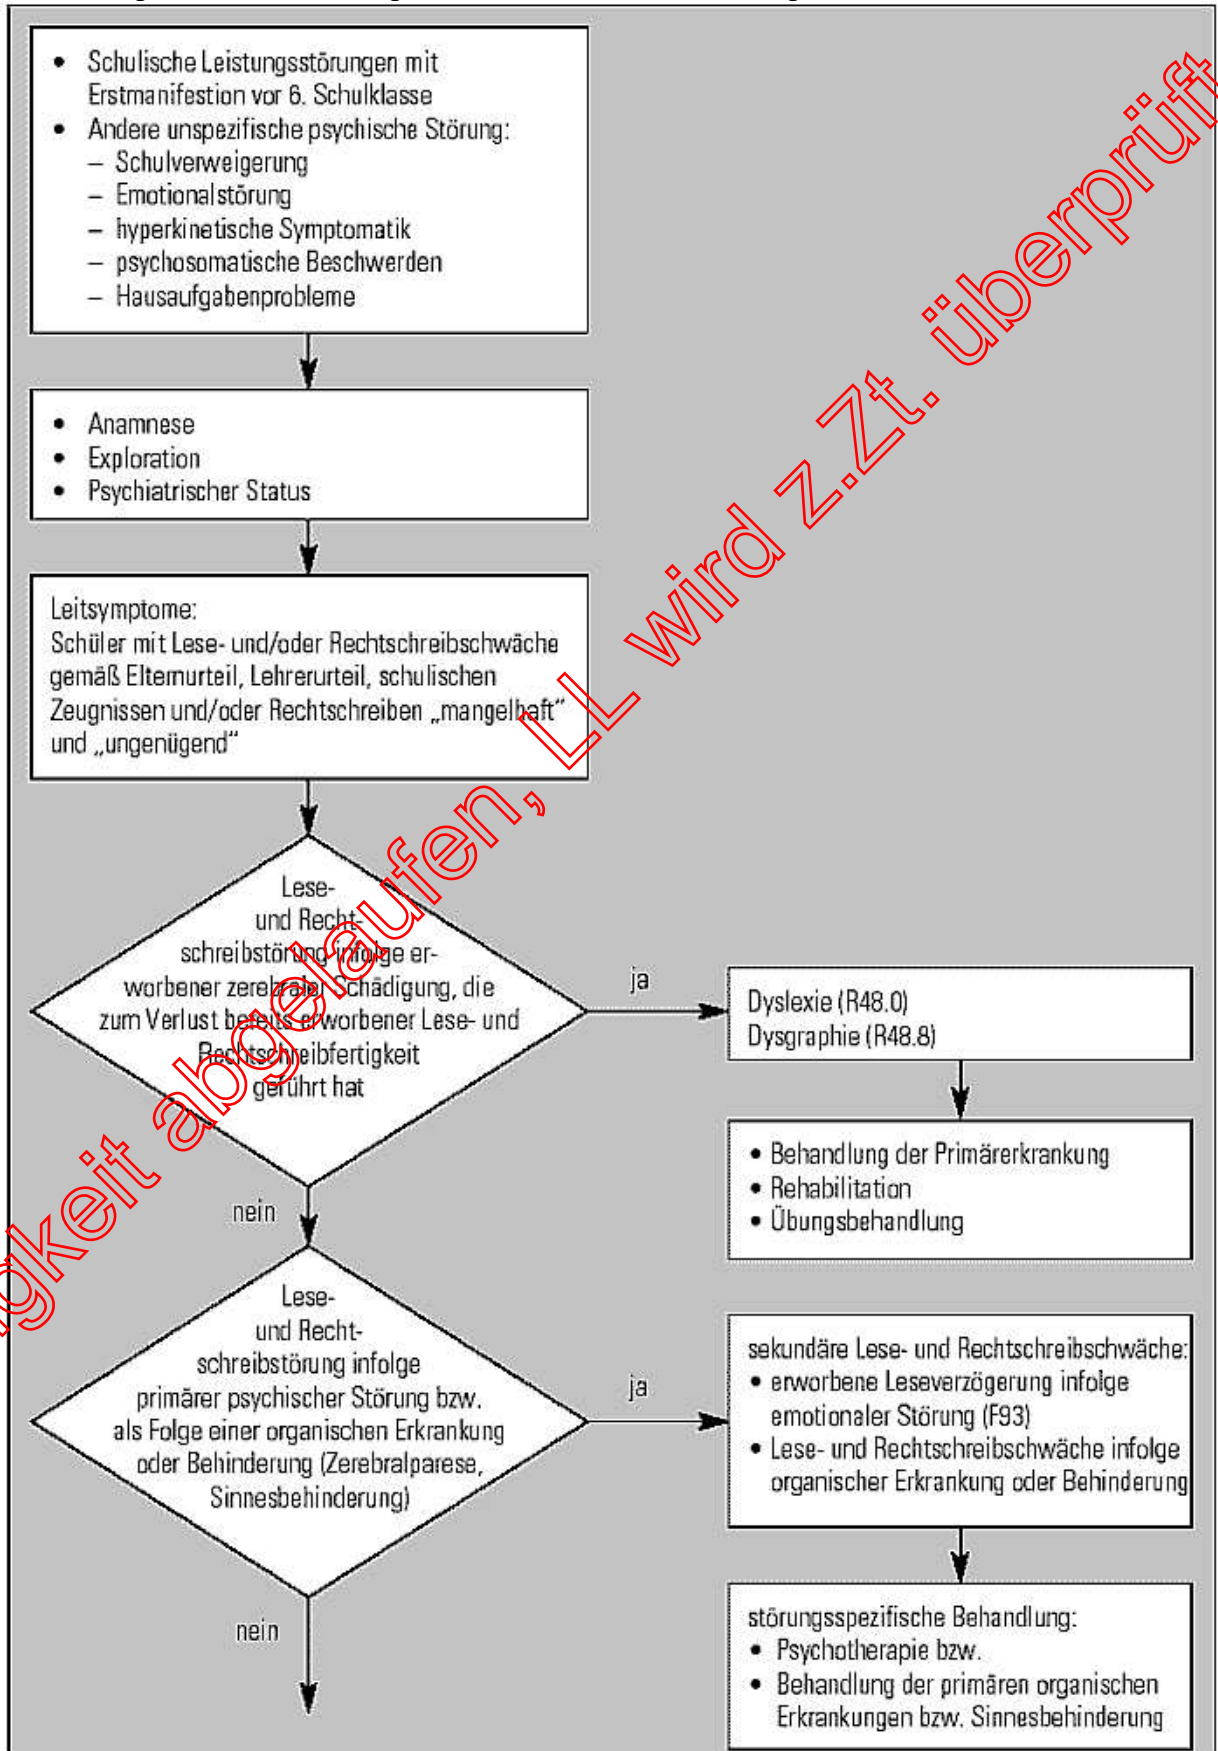 • Schulische Leistungsstörungen mit
Erstmanifestion vor 6. Schulklasse
• Andere unspezifische psychische Störung:
– Schulverweigerung
– Emotionalstörung
– hyperkinetische Symptomatik
– psychosomatische Beschwerden
– Hausaufgabenprobleme
• Anamnese
• Exploration
• Psychiatrischer Status
Leitsymptome:
Schüler mit Lese- und/oder Rechtschreibschwäche
gemäß Elternurteil, Lehrerurteil, schulischen
Zeugnissen und/oder Rechtschreiben „mangelhaft“
und „ungenügend“
Lese-
und Recht-
schreibstörung infolge er-
worbener zerebraler Schädigung, die
zum Verlust bereits erworbener Lese- und
Rechtschreibfertigkeit
geführt hat
ja
Dyslexie (R48.0)
Dysgraphie (R48.8)
• Behandlung der Primärerkrankung
• Rehabilitation
• Übungsbehandlung
nein
Lese-
und Recht-
schreibstörung infolge
primärer psychischer Störung bzw.
als Folge einer organischen Erkrankung
oder Behinderung (Zerebralparese,
Sinnesbehinderung)
ja
sekundäre Lese- und Rechtschreibschwäche:
• erworbene Leseverzögerung infolge
emotionaler Störung (F93)
• Lese- und Rechtschreibschwäche infolge
organischer Erkrankung oder Behinderung
störungsspezifische Behandlung:
• Psychotherapie bzw.
• Behandlung der primären organischen
Erkrankungen bzw. Sinnesbehinderung
nein
igkeit abgelaufen, LL wird z.Zt. überprüft